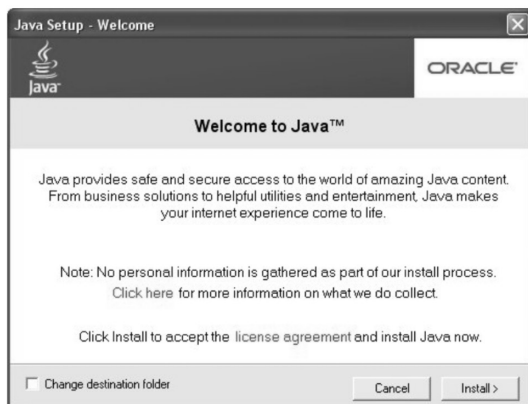 Java Setup - Welcome
Java
ORACLE
Welcome to Java™
Java provides safe and secure access to the world of amazing Java content.
From business solutions to helpful utilities and entertainment, Java makes
your internet experience come to life.
Note: No personal information is gathered as part of our install process.
Click here for more information on what we do collect.
Click Install to accept the license agreement and install Java now.
Change destination folder
Cancel
Install >